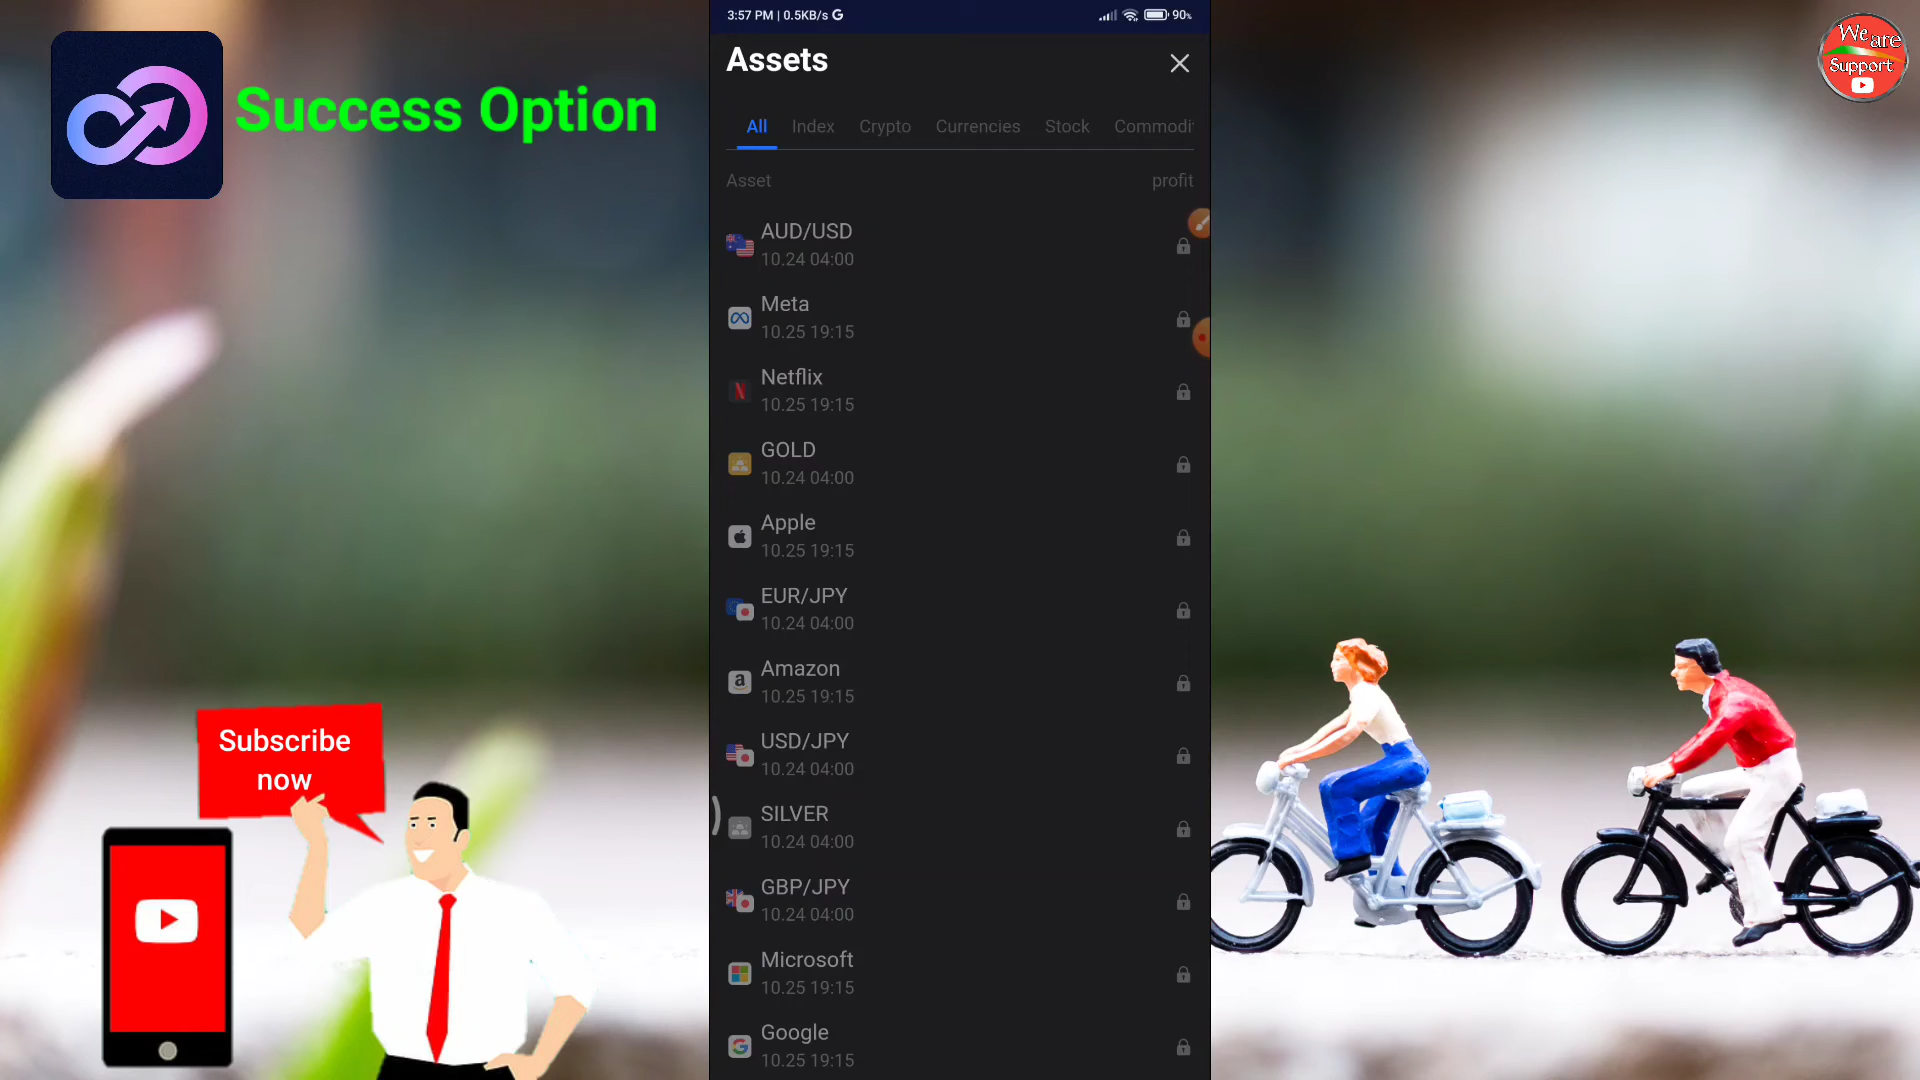 Success Option
3:57 PM | 0.5KB/s G
90%
We are
Support
Assets
All Index Crypto Currencies Stock Commodit
Asset profit
AUD/USD
10.24 04:00
Meta
10.25 19:15
Netflix
10.25 19:15
GOLD
10.24 04:00
Apple
10.25 19:15
EUR/JPY
10.24 04:00
Amazon
10.25 19:15
USD/JPY
10.24 04:00
SILVER
10.24 04:00
GBP/JPY
10.24 04:00
Microsoft
10.25 19:15
Google
10.25 19:15
Subscribe
now